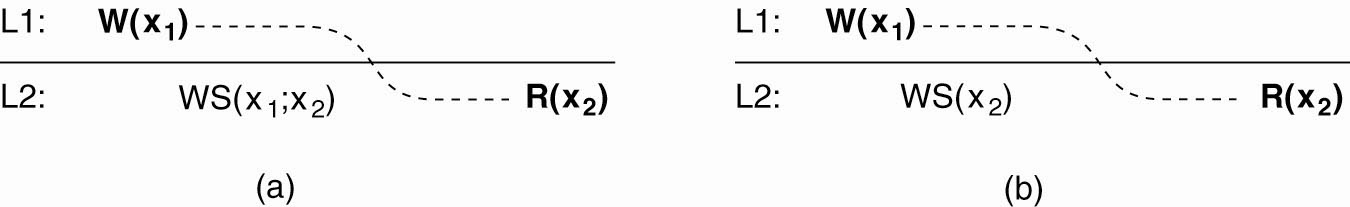 L1: W(x₁) R(x₂)
L2: WS(x₁;x₂)
(a)
L1: W(x₁)
L2: WS(x₂) R(x₂)
(b)